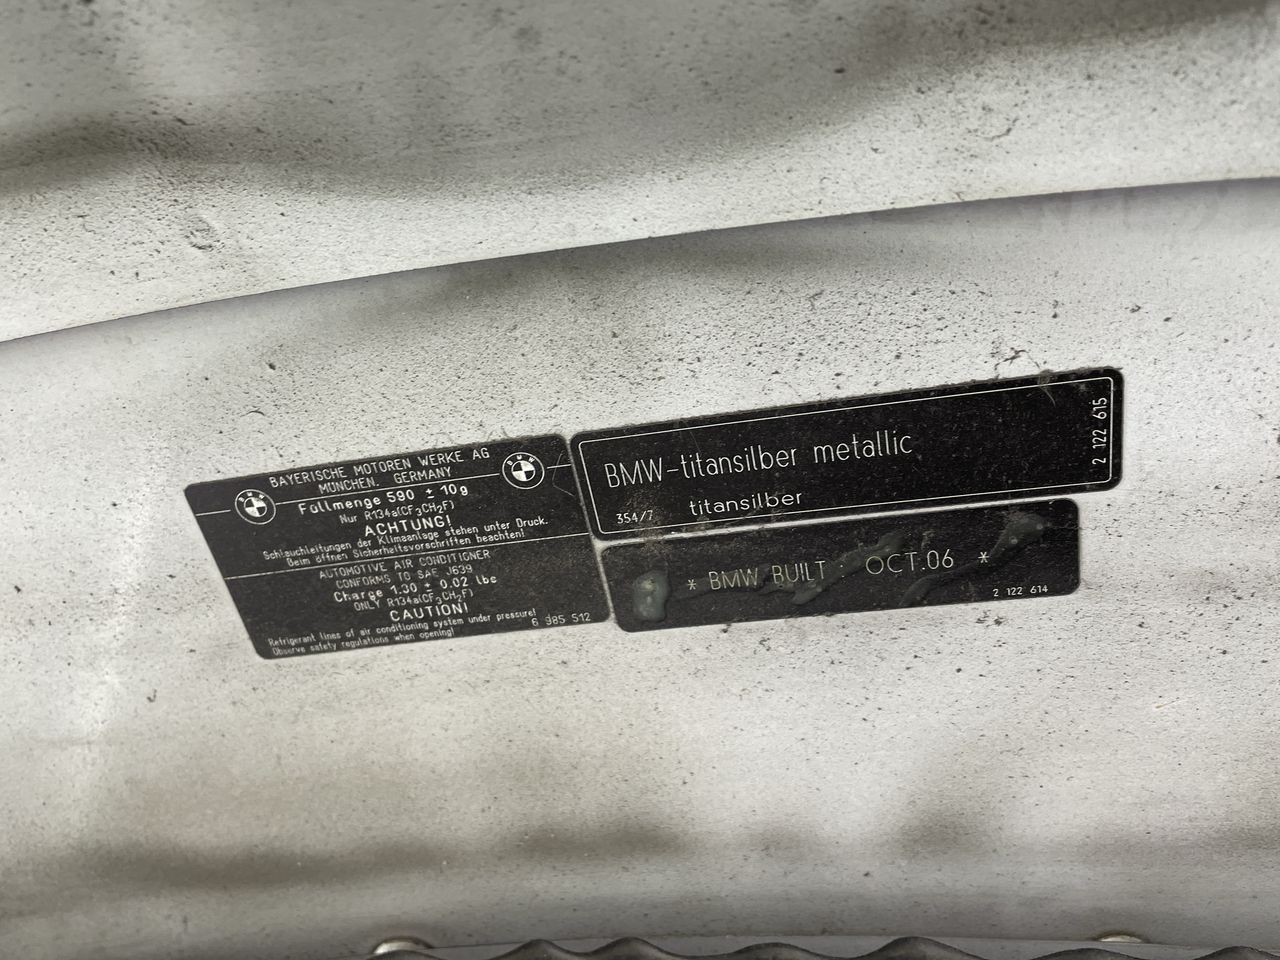 BAYERISCHE MOTOREN WERKE AG
MÜNCHEN, GERMANY
BMW
BMW
Füllmenge 590 ± 10g
Nur R134a(CF3CH2F)
ACHTUNG!
Schlauchleitungen der Klimaanlage stehen unter Druck.
Beim öffnen Sicherheitsvorschriften beachten!
AUTOMOTIVE AIR CONDITIONER
CONFORMS TO SAE J639
Charge 1.30 ± 0.02 lbs
ONLY R134a(CF3CH2F)
CAUTION!
Refrigerant lines of air conditioning system under pressure!
Observe safety regulations when opening!
6 985 512
BMW-titansilber metallic
354/7 titansilber
2 122 615
* BMW BUILT : OCT.06 *
2 122 614